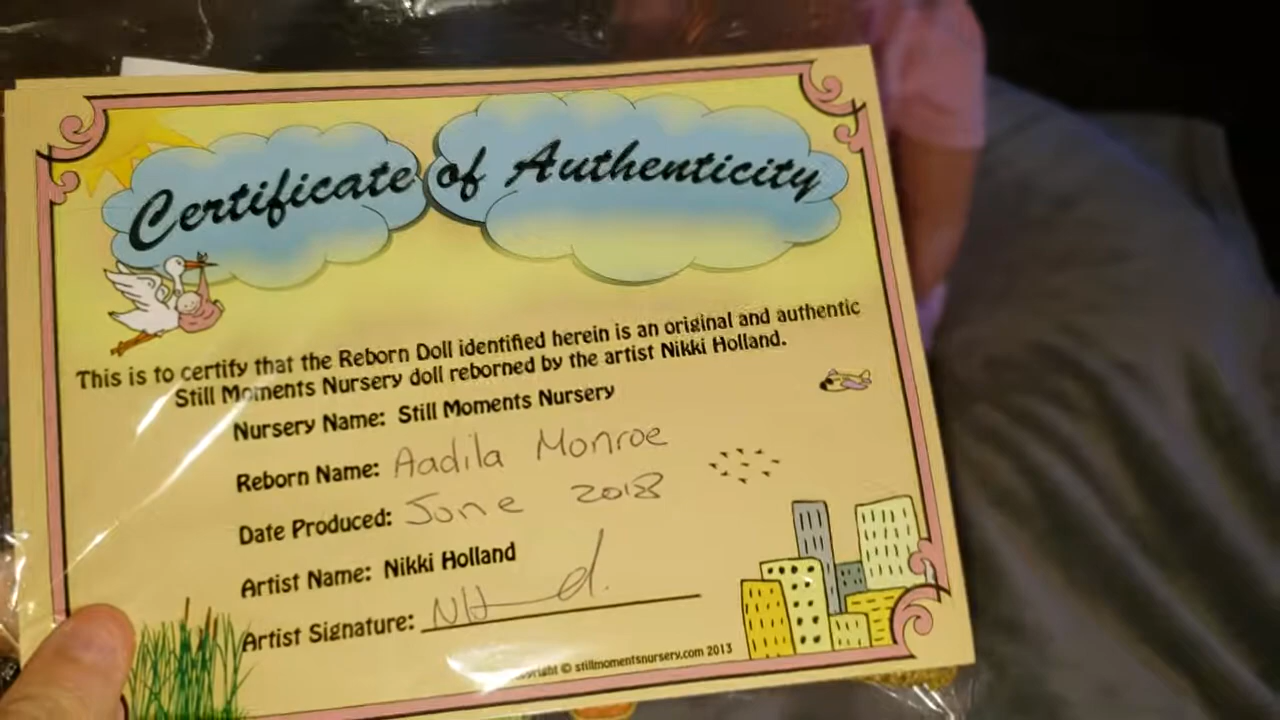 Certificate of Authenticity
This is to certify that the Reborn Doll identified herein is an original and authentic
Still Moments Nursery doll reborned by the artist Nikki Holland.
Nursery Name: Still Moments Nursery
Reborn Name: Aadila Monroe
Date Produced: June 2018
Artist Name: Nikki Holland
Artist Signature: NH d.
© stillmomentsnursery.com 2013